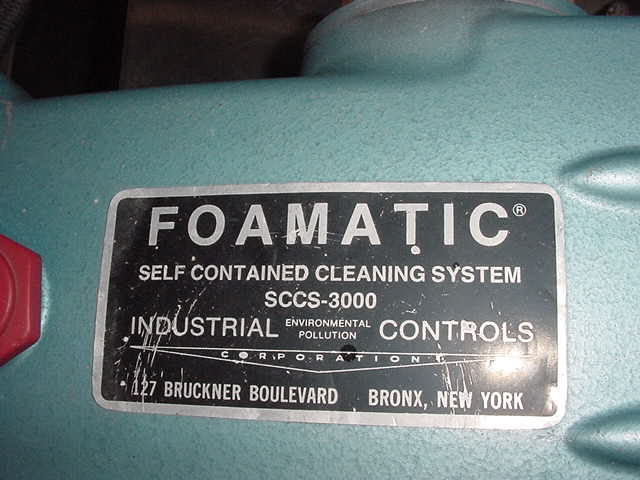 FOAMATIC®
SELF CONTAINED CLEANING SYSTEM
SCCS-3000
INDUSTRIAL ENVIRONMENTAL POLLUTION CONTROLS
CORPORATION
127 BRUCKNER BOULEVARD BRONX, NEW YORK